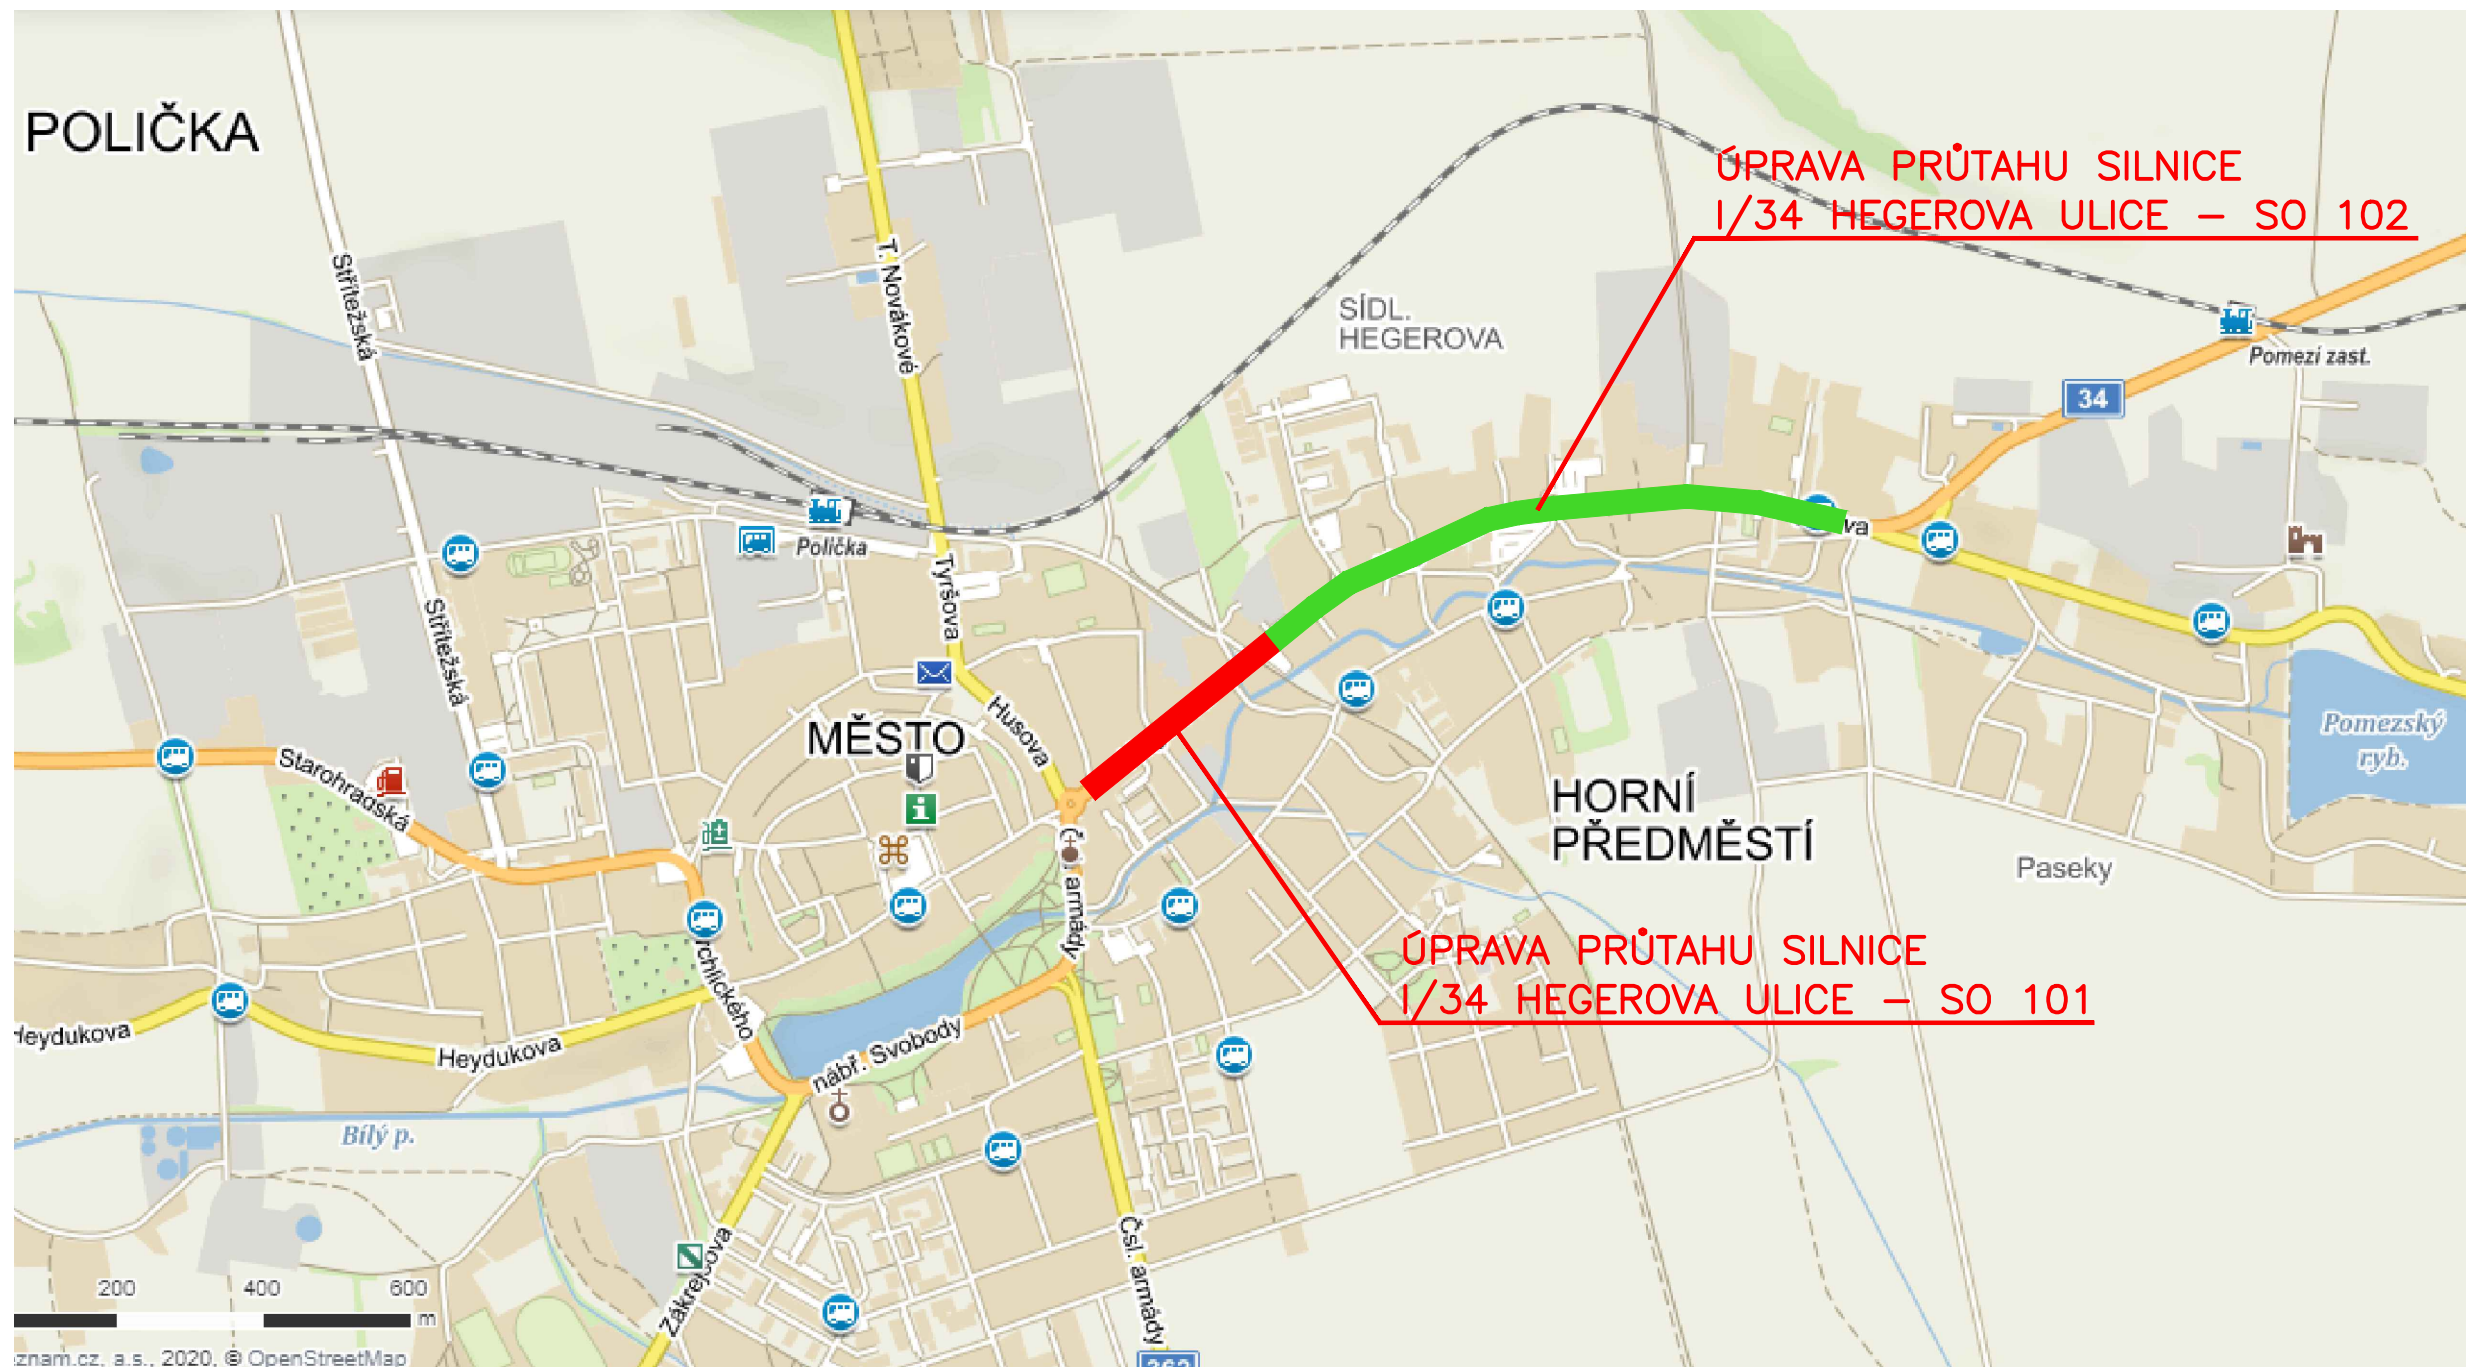 POLIČKA
ÚPRAVA PRŮTAHU SILNICE
I/34 HEGEROVA ULICE – SO 102
Střítežská
T. Novákové
SÍDL.
HEGEROVA
Pomezí zast.
34
Polička
Tyršova
va
Střítežská
Husova
MĚSTO
Pomezský
ryb.
Starohradská
HORNÍ
PŘEDMĚSTÍ
Paseky
armády
rchlického
ÚPRAVA PRŮTAHU SILNICE
I/34 HEGEROVA ULICE – SO 101
Heydukova
Heydukova
nábř. Svobody
Bílý p.
Zákrejsova
Čsl. armády
200 400 600
m
znam.cz, a.s., 2020, © OpenStreetMap